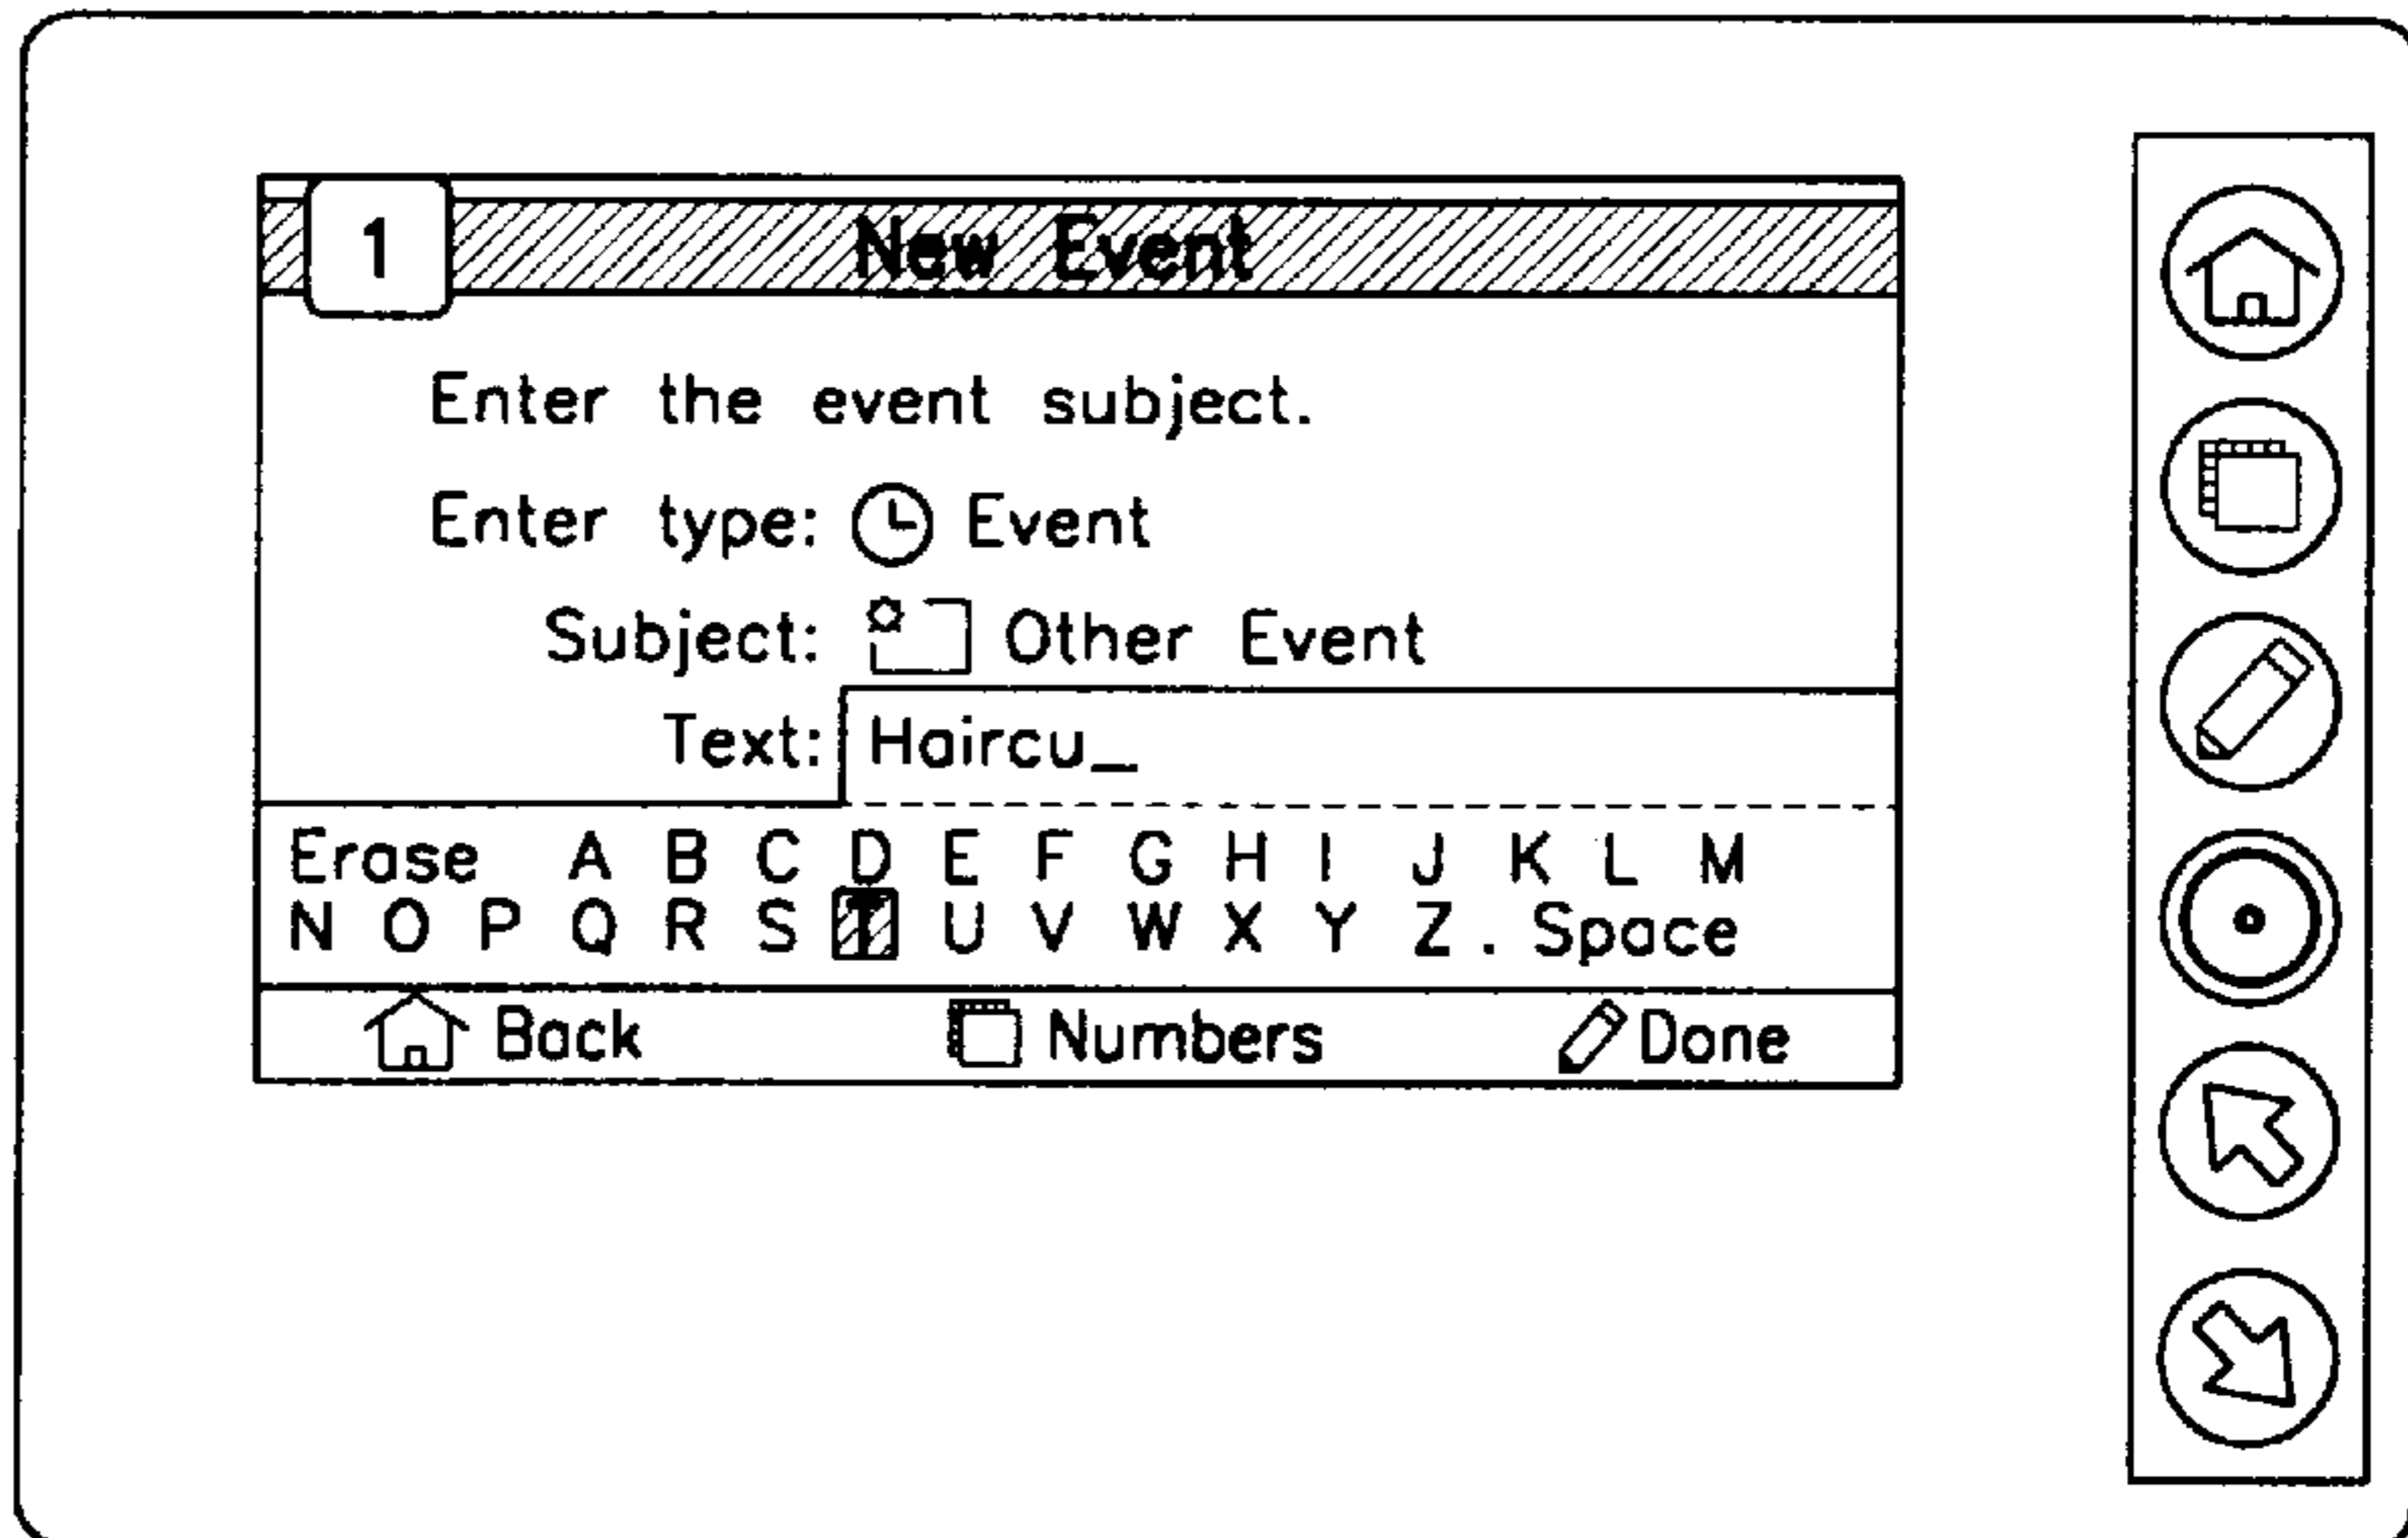 1 New Event
Enter the event subject.
Enter type: Event
Subject: Other Event
Text: Haircu_
Erase A B C D E F G H I J K L M
N O P Q R S T U V W X Y Z . Space
Back Numbers Done